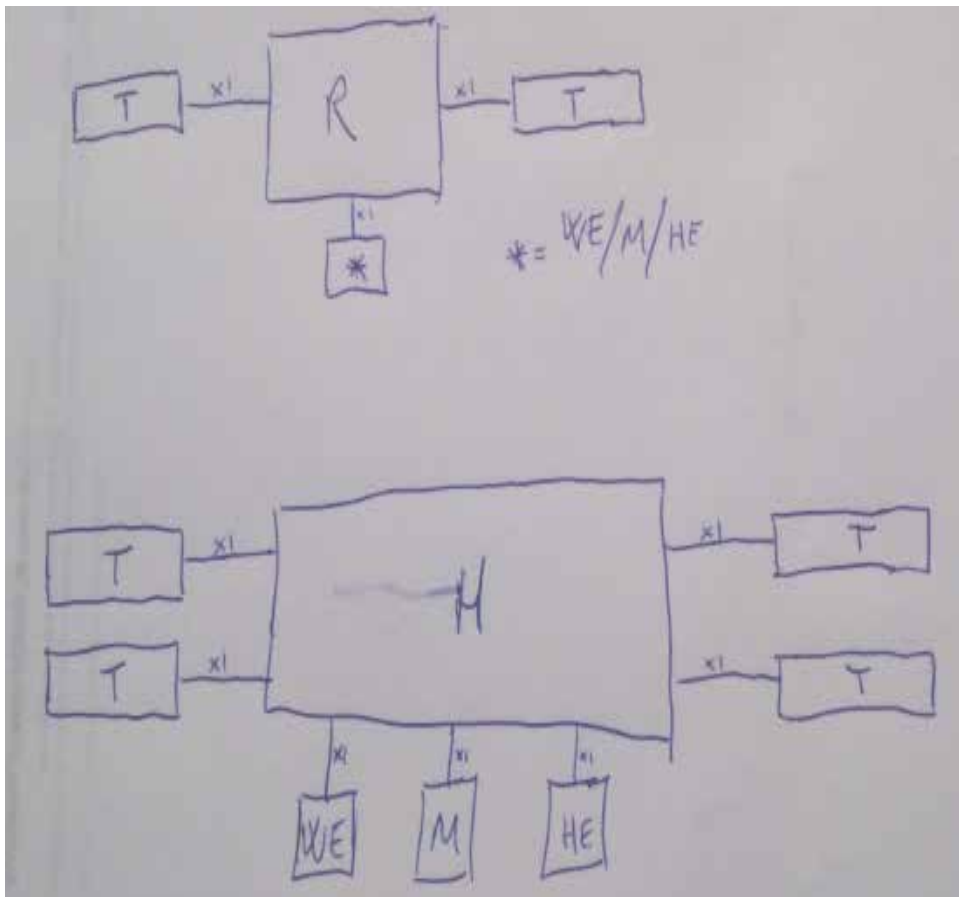 T x1 R x1 T
x1
*
*= WE/M/HE
T x1 H x1 T
T x1 x1 T
x1 x1 x1
WE M HE